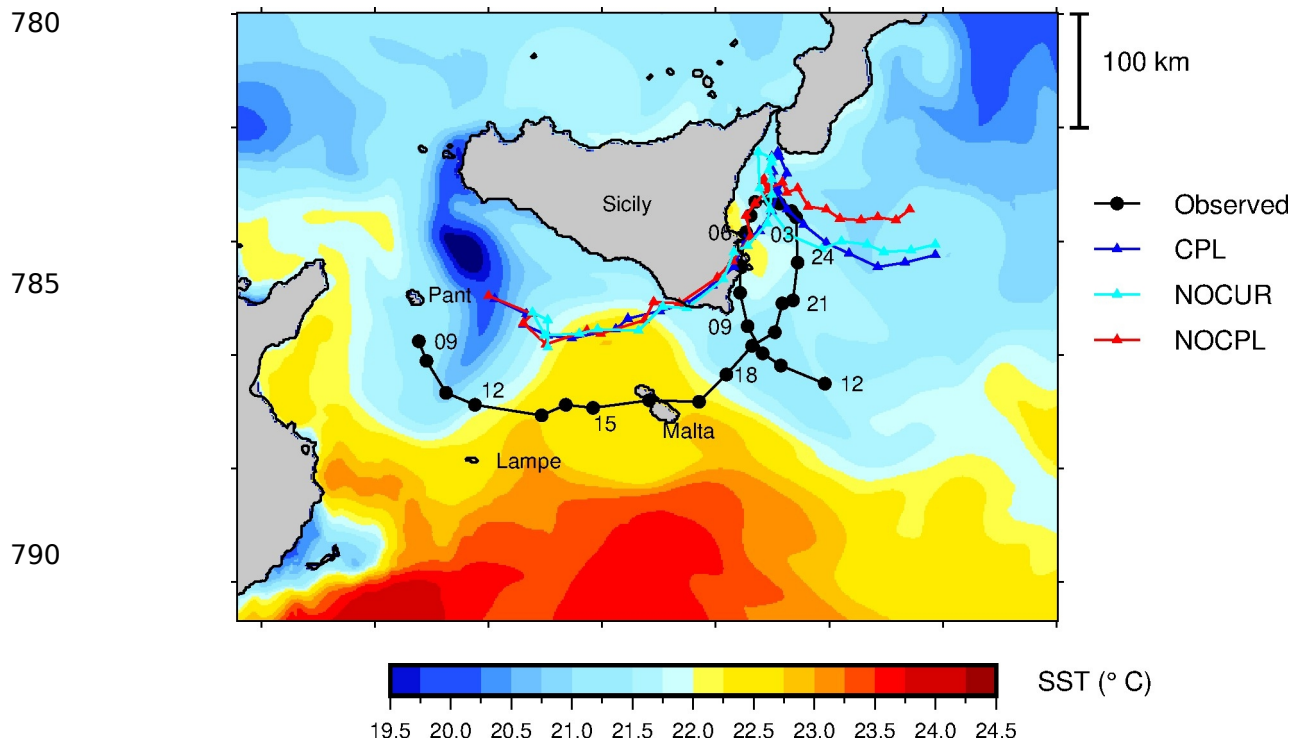 780
100 km
Sicily
Observed
06
03
CPL
24
785
Pant
NOCUR
21
09
09
NOCPL
18
12
12
15
Malta
Lampe
790
SST (° C)
19.5 20.0 20.5 21.0 21.5 22.0 22.5 23.0 23.5 24.0 24.5